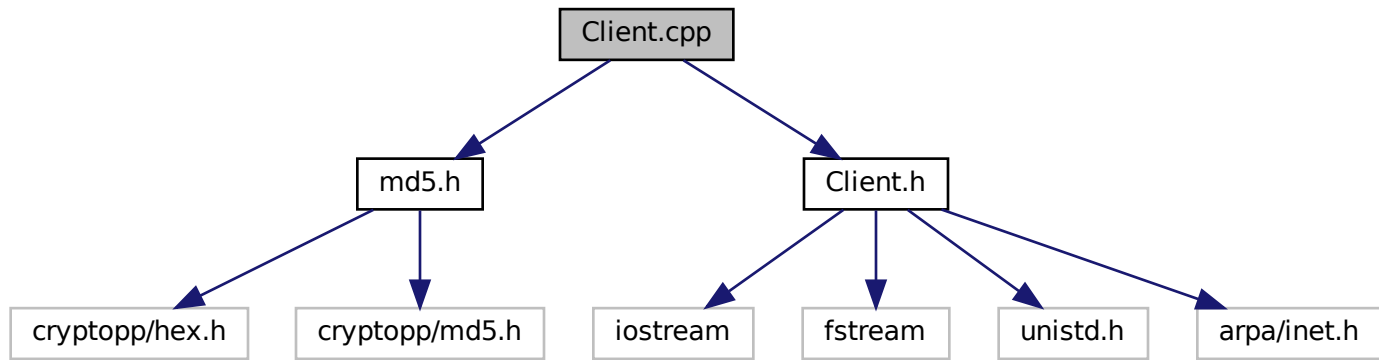 Client.cpp
md5.h
Client.h
cryptopp/hex.h
cryptopp/md5.h
iostream
fstream
unistd.h
arpa/inet.h